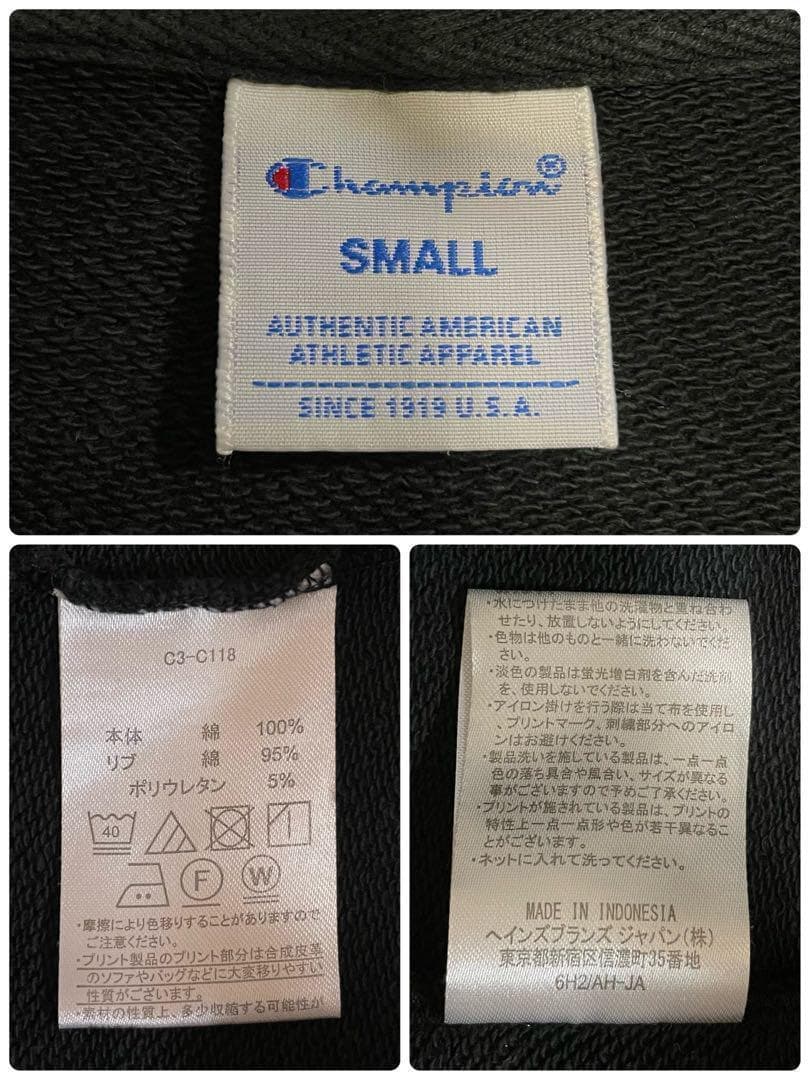 Champion®
SMALL
AUTHENTIC AMERICAN
ATHLETIC APPAREL
SINCE 1919 U.S.A.
C3-C118
本体 綿 100%
リブ 綿 95%
ポリウレタン 5%
40
F W
・摩擦により色移りすることがありますので
ご注意ください。
・プリント製品のプリント部分は合成皮革
のソファやバッグなどに大変移りやすい
性質がございます。
・素材の性質上、多少収縮する可能性が
・水につけたまま他の洗濯物と重ね合わ
せたり、放置しないようにしてください。
・色物は他のものと一緒に洗わないでくだ
さい。
・淡色の製品は蛍光増白剤を含んだ洗剤
を、使用しないでください。
・アイロン掛けを行う際は当て布を使用し
、プリントマーク、刺繍部分へのアイロ
ンはお避けください。
・製品洗いを施している製品は、一点一点
色の落ち具合や風合い、サイズが異なる
事がございますので予めご了承ください。
・プリントが施されている製品は、プリントの
特性上一点一点形や色が若干異なるこ
とがございます。
・ネットに入れて洗ってください。
MADE IN INDONESIA
ヘインズブランズ ジャパン(株)
東京都新宿区信濃町35番地
6H2/AH-JA